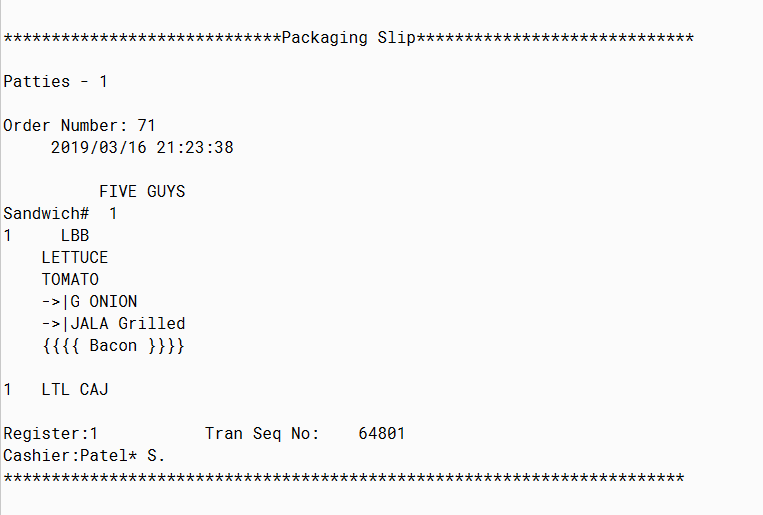 *****************************Packaging Slip*****************************
Patties - 1
Order Number: 71
2019/03/16 21:23:38
FIVE GUYS
Sandwich#  1
1     LBB
LETTUCE
TOMATO
->|G ONION
->|JALA Grilled
{{{{ Bacon }}}}
1   LTL CAJ
Register:1           Tran Seq No:    64801
Cashier:Patel* S.
***********************************************************************